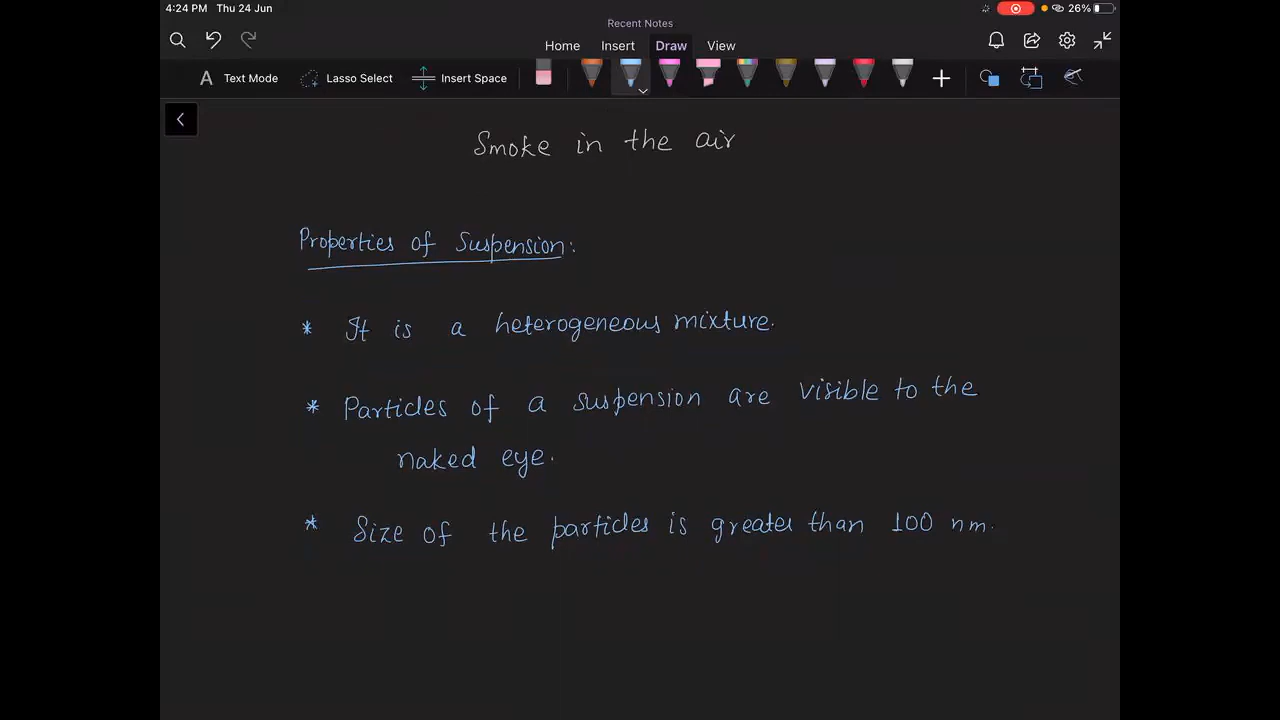 4:24 PM Thu 24 Jun
26%
Recent Notes
Home Insert Draw View
Text Mode Lasso Select Insert Space
Smoke in the air
Properties of Suspension:
* It is a heterogeneous mixture.
* Particles of a suspension are visible to the
naked eye.
* Size of the particles is greater than 100 nm.